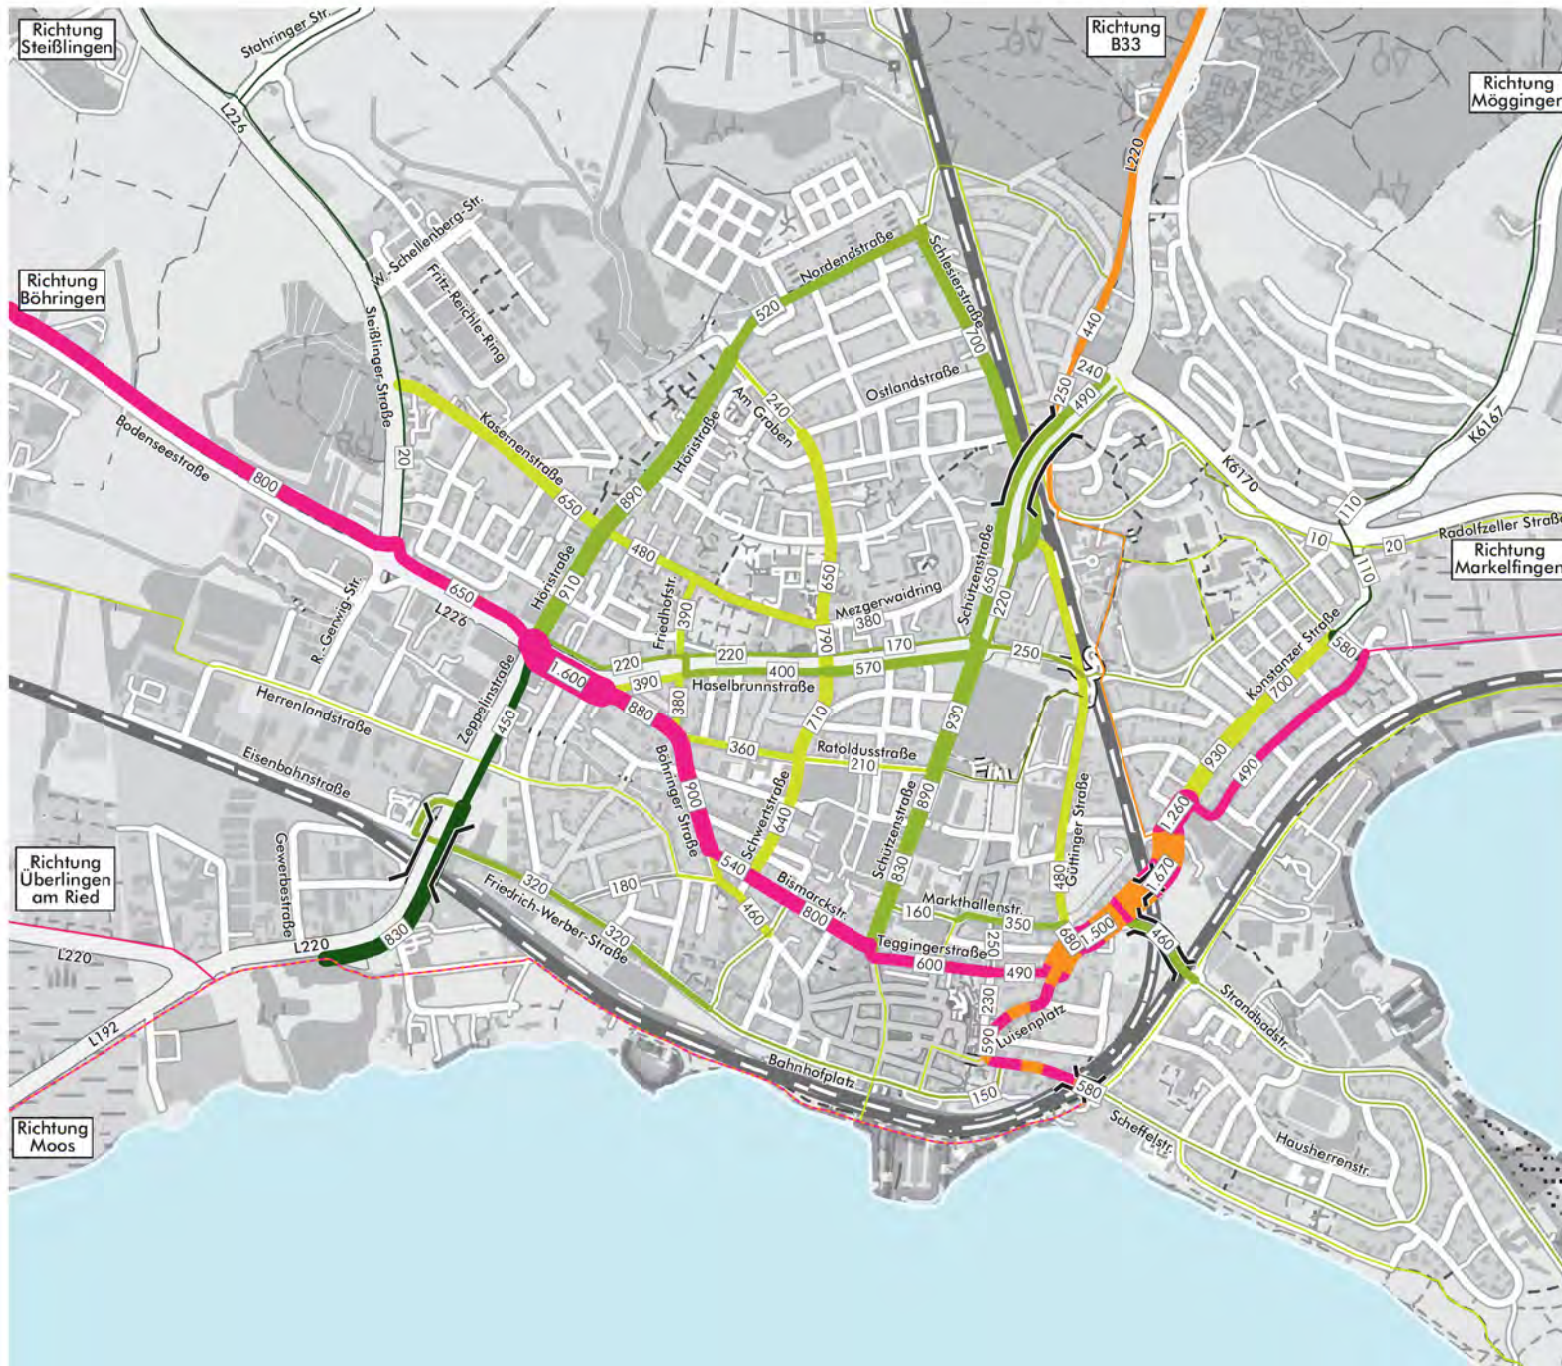 Richtung
Steißlingen
Stahringer Str.
L226
Richtung
B33
Richtung
Möggingen
L220
W.-Schellenberg-Str.
Fritz-Reichle-Ring
Nordendstraße
Schlesierstraße
Richtung
Böhringen
Steißlinger Straße
520
700
440
240
250
490
Ostlandstraße
Am Graben
240
Kasernenstraße
Höristraße
Bodenseestraße
800
20
650
890
480
K6167
K6170
110
10
20
Radolfzeller Straße
Richtung
Markelfingen
110
Höristraße
910
650
L226
R.-Gerwig-Str.
Friedhofstr.
390
650
Mezgerwaidring
380
790
Schützenstraße
650
220
170
250
220
220
400
570
390
Haselbrunnstraße
1.600
880
380
Konstanzer Straße
580
700
Herrenlandstraße
Zeppelinstraße
450
Eisenbahnstraße
710
360
Ratoldusstraße
210
930
930
490
Böhringer Straße
900
Schwertstraße
640
Schützenstraße
890
830
Güttinger Straße
480
1.260
1.670
Gewerbestraße
Richtung
Überlingen
am Ried
540
Bismarckstr.
800
320
180
460
Friedrich-Werber-Straße
320
160
Markthallenstr.
350
680
1.500
460
L220
830
L220
Teggingerstraße
250
600
490
230
Luisenplatz
590
Strandbadstr.
L192
Bahnhofplatz
150
580
Scheffelstr.
Hausherrenstr.
Richtung
Moos